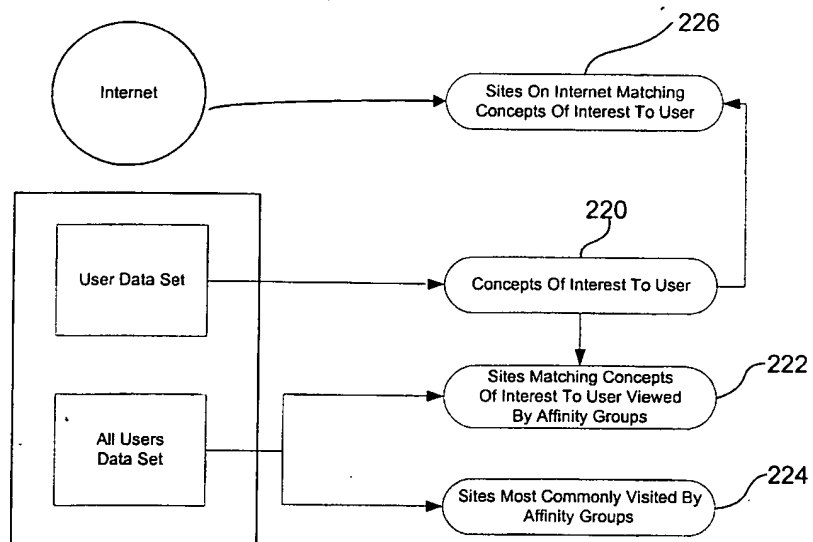 226
Internet
Sites On Internet Matching
Concepts Of Interest To User
220
User Data Set
Concepts Of Interest To User
222
Sites Matching Concepts
Of Interest To User Viewed
By Affinity Groups
All Users
Data Set
224
Sites Most Commonly Visited By
Affinity Groups